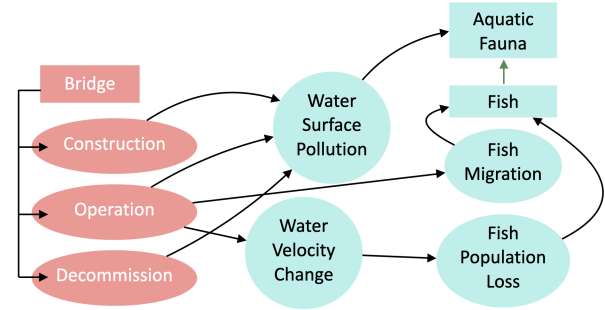 Aquatic
Fauna
Bridge
Fish
Water
Surface
Pollution
Construction
Fish
Migration
Operation
Water
Velocity
Change
Fish
Population
Loss
Decommission